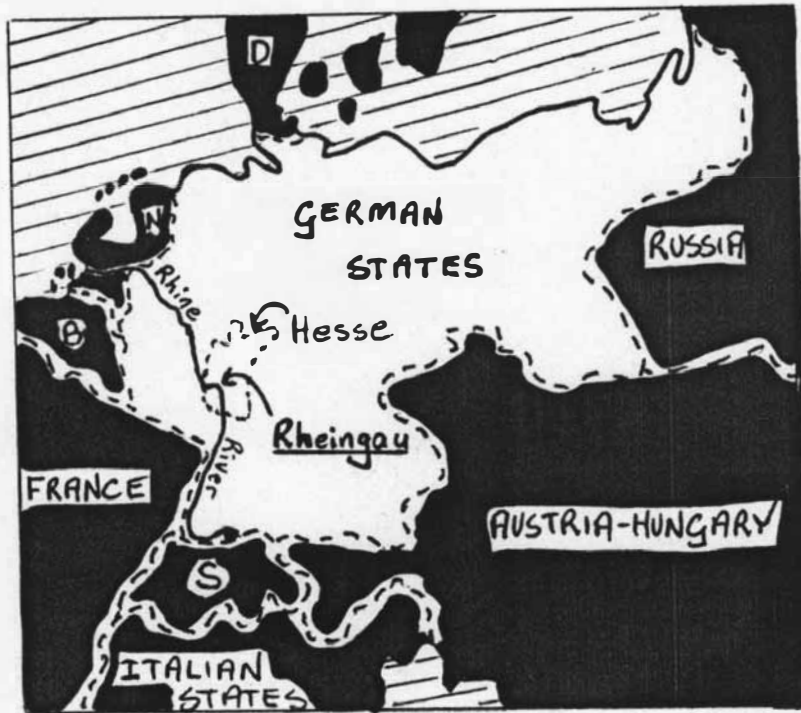 D
N
GERMAN
STATES
RUSSIA
Rhine
B
Hesse
Rheingau
River
FRANCE
AUSTRIA-HUNGARY
S
ITALIAN
STATES